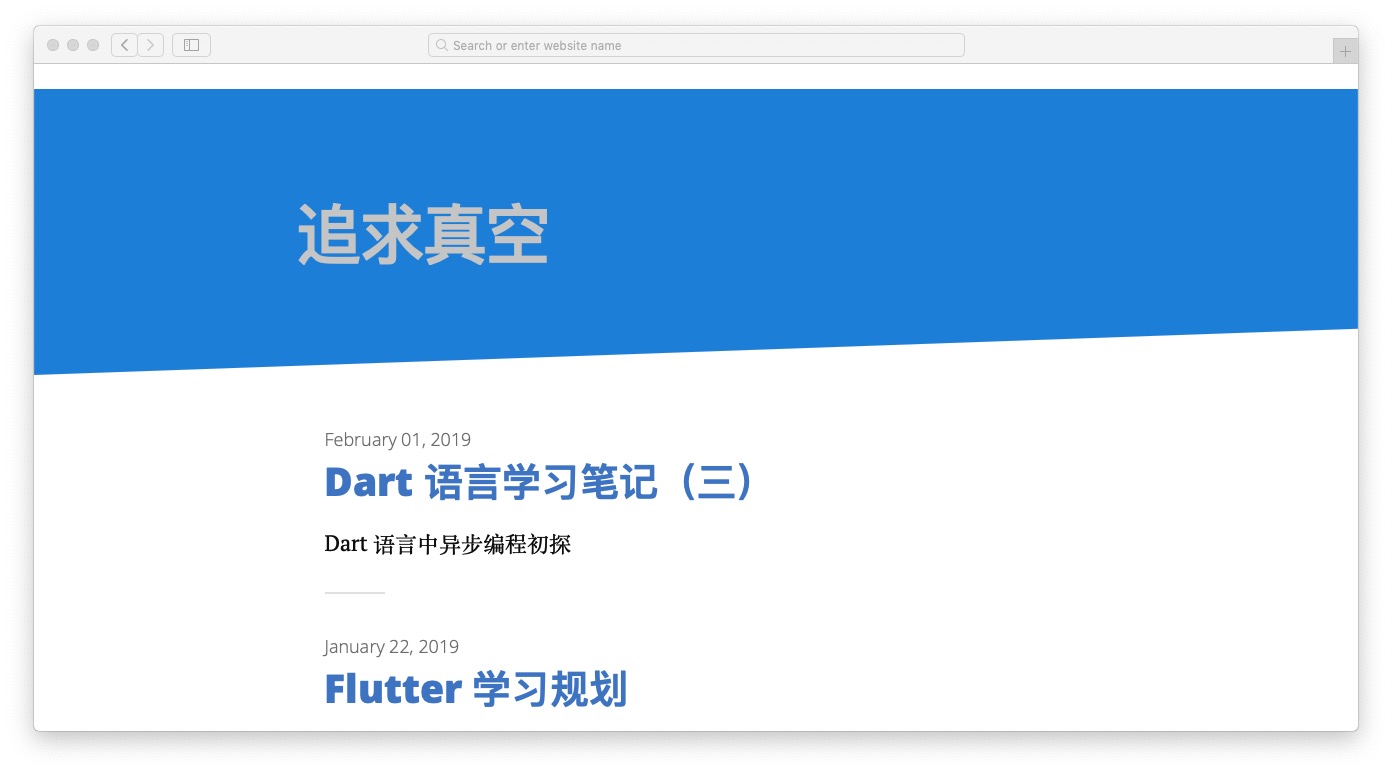 Search or enter website name
追求真空
February 01, 2019
Dart 语言学习笔记（三）
Dart 语言中异步编程初探
January 22, 2019
Flutter 学习规划